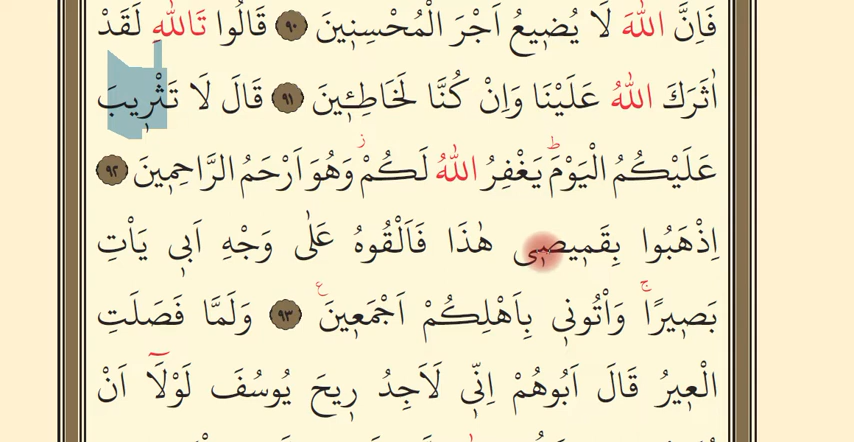 فَاِنَّ اللّٰهَ لَا يُضٖيعُ اَجْرَ الْمُحْسِنٖينَ ٩٠ قَالُوا تَاللّٰهِ لَقَدْ
اٰثَرَكَ اللّٰهُ عَلَيْنَا وَاِنْ كُنَّا لَخَاطِـٖٔينَ ٩١ قَالَ لَا تَثْرٖيبَ
عَلَيْكُمُ الْيَوْمَؕ يَغْفِرُ اللّٰهُ لَكُمْؗ وَهُوَ اَرْحَمُ الرَّاحِمٖينَ ٩٢
اِذْهَبُوا بِقَمٖيصٖى هٰذَا فَاَلْقُوهُ عَلٰى وَجْهِ اَبٖى يَاْتِ
بَصٖيرًاۚ وَاْتُونٖى بِاَهْلِكُمْ اَجْمَعٖينَࣖ ٩٣ وَلَمَّا فَصَلَتِ
الْعٖيرُ قَالَ اَبُوهُمْ اِنّٖى لَاَجِدُ رٖيحَ يُوسُفَ لَوْلَٓا اَنْ